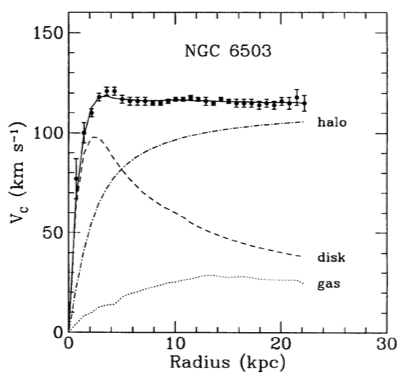 150
NGC 6503
halo
100
V_c (km s⁻¹)
50
disk
gas
0
0 10 20 30
Radius (kpc)